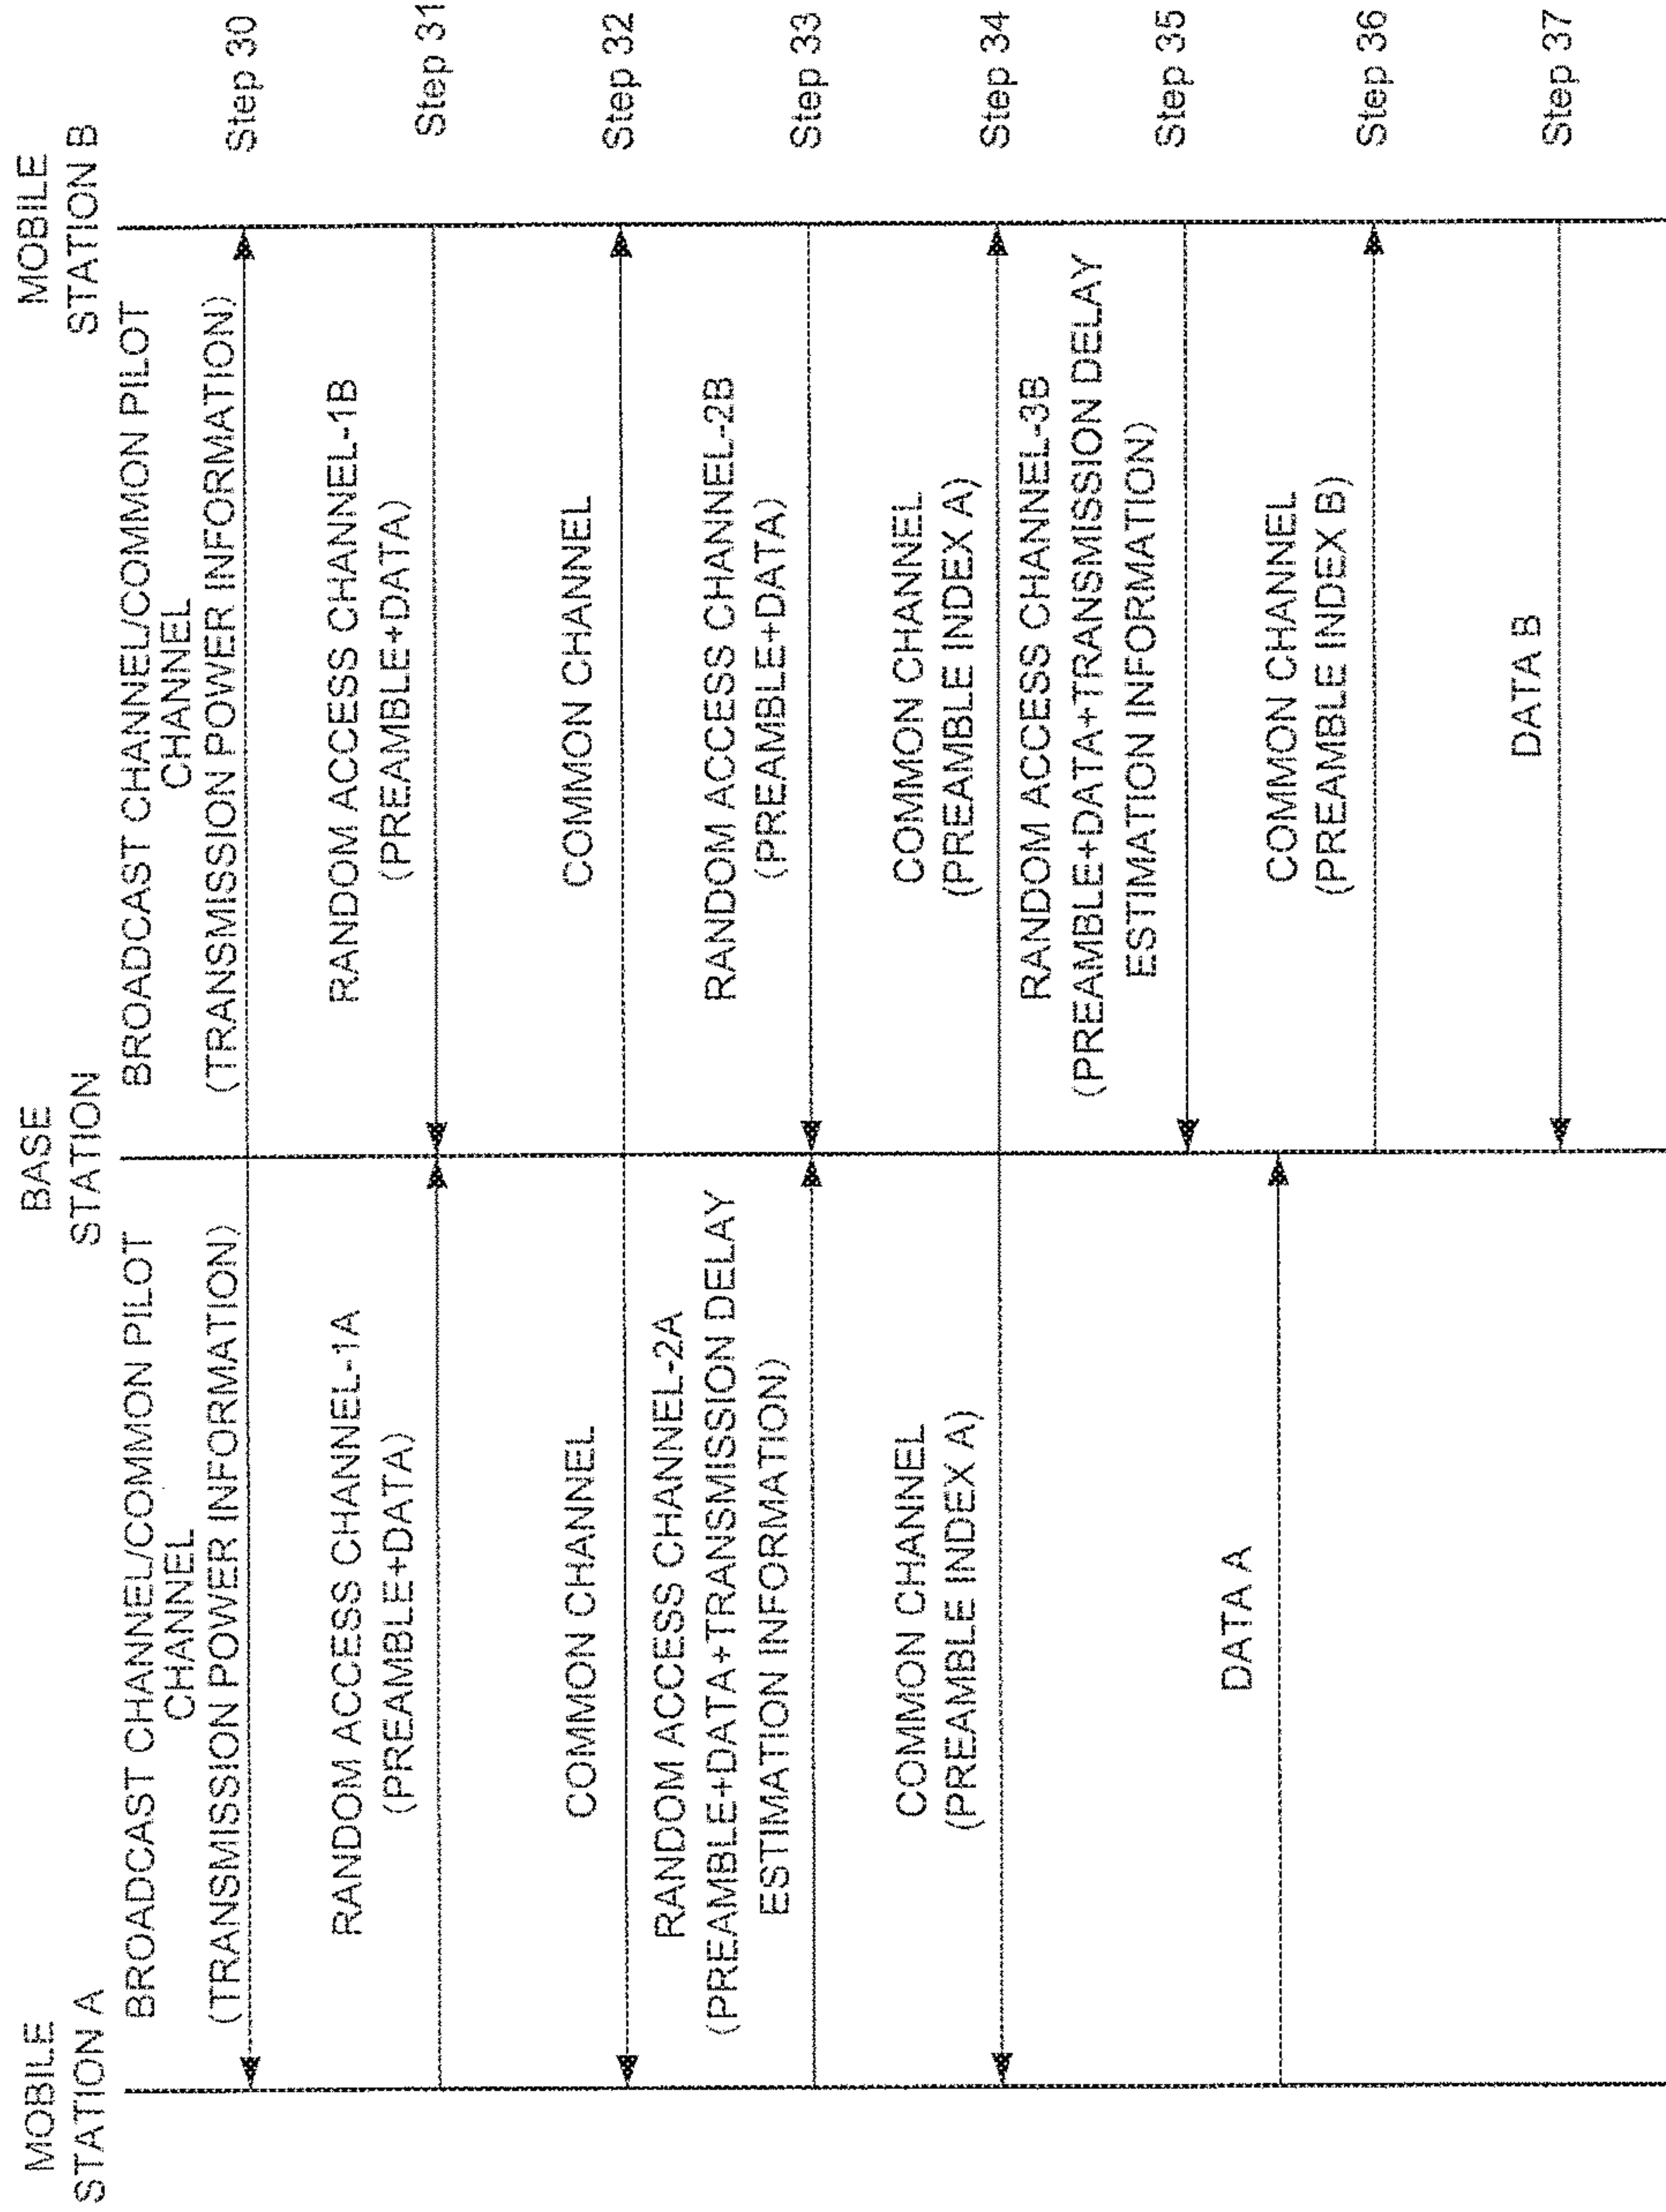 MOBILE
STATION A
BASE
STATION
MOBILE
STATION B
BROADCAST CHANNEL/COMMON PILOT
CHANNEL
(TRANSMISSION POWER INFORMATION)
BROADCAST CHANNEL/COMMON PILOT
CHANNEL
(TRANSMISSION POWER INFORMATION)
Step 30
RANDOM ACCESS CHANNEL-1A
(PREAMBLE+DATA)
RANDOM ACCESS CHANNEL-1B
(PREAMBLE+DATA)
Step 31
COMMON CHANNEL
COMMON CHANNEL
Step 32
RANDOM ACCESS CHANNEL-2A
(PREAMBLE+DATA+TRANSMISSION DELAY
ESTIMATION INFORMATION)
RANDOM ACCESS CHANNEL-2B
(PREAMBLE+DATA)
Step 33
COMMON CHANNEL
(PREAMBLE INDEX A)
COMMON CHANNEL
(PREAMBLE INDEX A)
Step 34
RANDOM ACCESS CHANNEL-3B
(PREAMBLE+DATA+TRANSMISSION DELAY
ESTIMATION INFORMATION)
Step 35
DATA A
COMMON CHANNEL
(PREAMBLE INDEX B)
Step 36
DATA B
Step 37